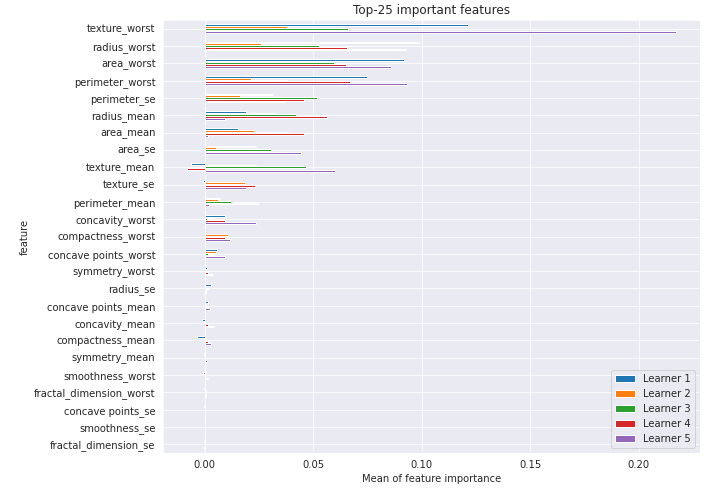 Top-25 important features
texture_worst
radius_worst
area_worst
perimeter_worst
perimeter_se
radius_mean
area_mean
area_se
texture_mean
texture_se
perimeter_mean
concavity_worst
compactness_worst
concave points_worst
symmetry_worst
radius_se
concave points_mean
concavity_mean
compactness_mean
symmetry_mean
smoothness_worst
fractal_dimension_worst
concave points_se
smoothness_se
fractal_dimension_se
feature
Learner 1
Learner 2
Learner 3
Learner 4
Learner 5
0.00 0.05 0.10 0.15 0.20
Mean of feature importance